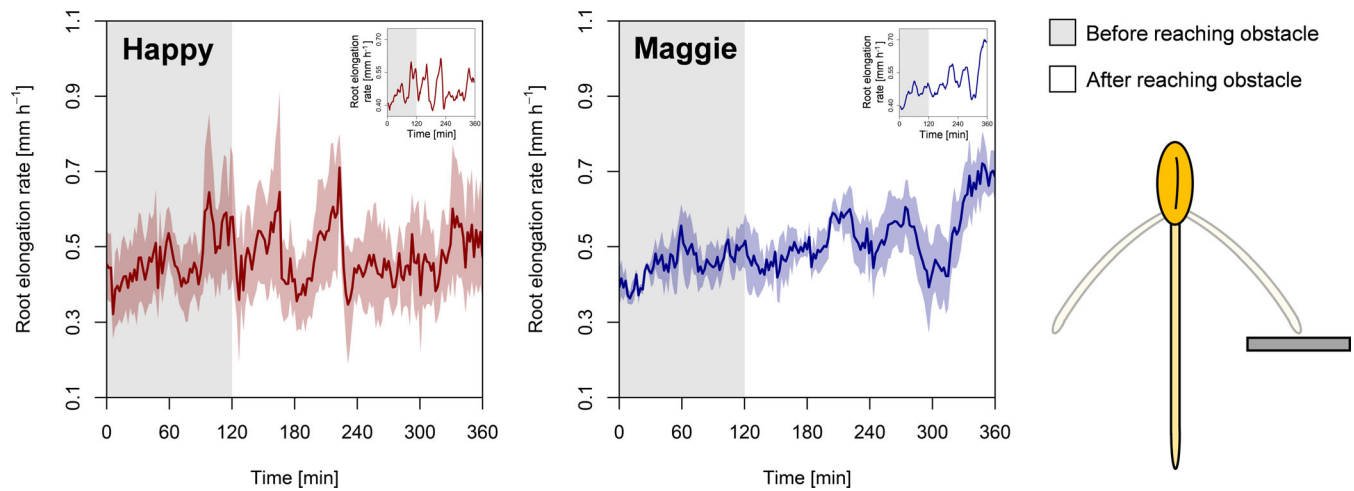 Happy
Root elongation rate [mm h⁻¹]
1.1
0.9
0.7
0.5
0.3
0.1
0 60 120 180 240 300 360
Time [min]
Root elongation
rate [mm h⁻¹]
0.70
0.55
0.40
0 120 240 360
Time [min]
Maggie
Root elongation rate [mm h⁻¹]
1.1
0.9
0.7
0.5
0.3
0.1
0 60 120 180 240 300 360
Time [min]
Root elongation
rate [mm h⁻¹]
0.70
0.55
0.40
0 120 240 360
Time [min]
Before reaching obstacle
After reaching obstacle